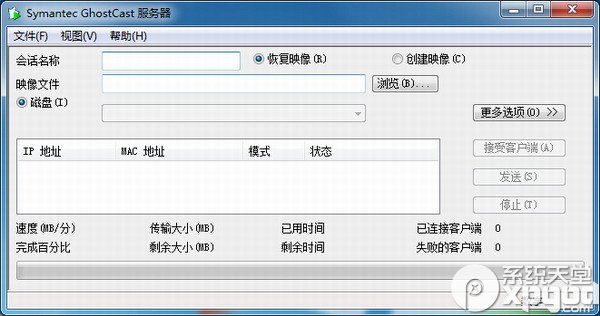 Symantec GhostCast 服务器
文件(F) 视图(V) 帮助(H)
会话名称 恢复映像(R) 创建映像(C)
映像文件 浏览(B)...
磁盘(I) 更多选项(O) >>
IP 地址 MAC 地址 模式 状态
接受客户端(A)
发送(S)
停止(T)
速度(MB/分) 传输大小(MB) 已用时间 已连接客户端 0
完成百分比 剩余大小(MB) 剩余时间 失败的客户端 0
系统天堂